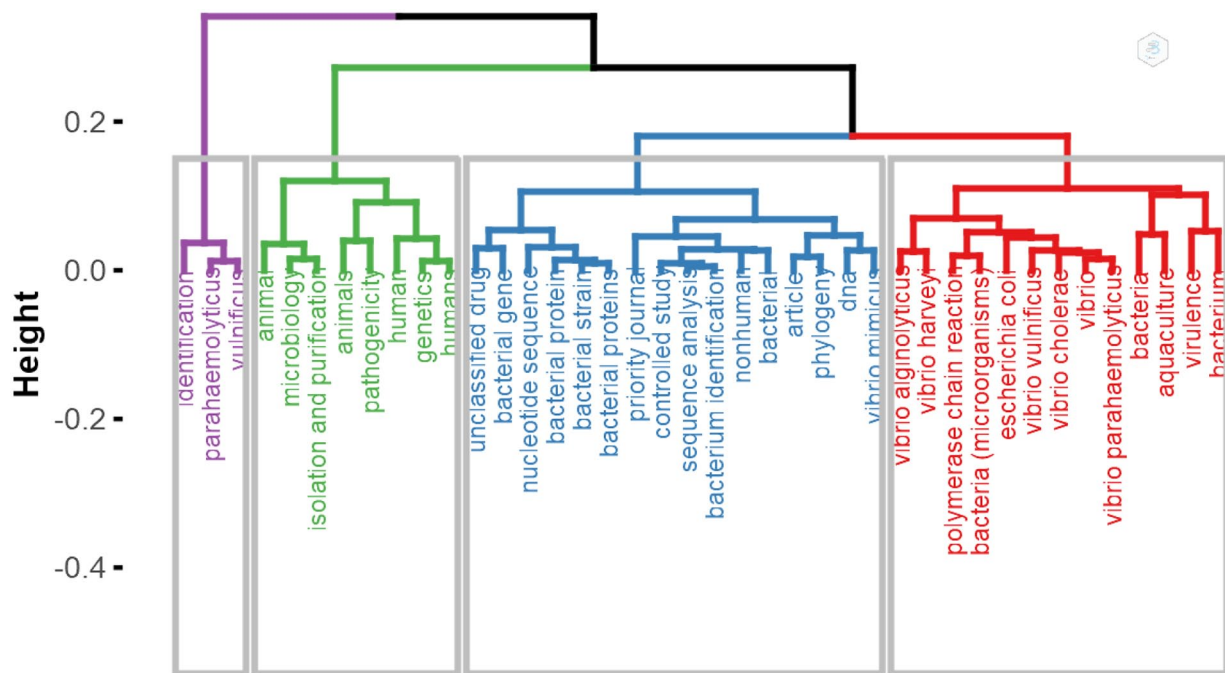 Height
0.2
0.0
-0.2
-0.4
identification
parahaemolyticus
vulnificus
animal
microbiology
isolation and purification
animals
pathogenicity
human
genetics
humans
unclassified drug
bacterial gene
nucleotide sequence
bacterial protein
bacterial strain
bacterial proteins
priority journal
controlled study
sequence analysis
bacterium identification
nonhuman
bacterial
article
phylogeny
dna
vibrio mimicus
vibrio alginolyticus
vibrio harveyi
polymerase chain reaction
bacteria (microorganisms)
escherichia coli
vibrio vulnificus
vibrio cholerae
vibrio
vibrio parahaemolyticus
bacteria
aquaculture
virulence
bacterium